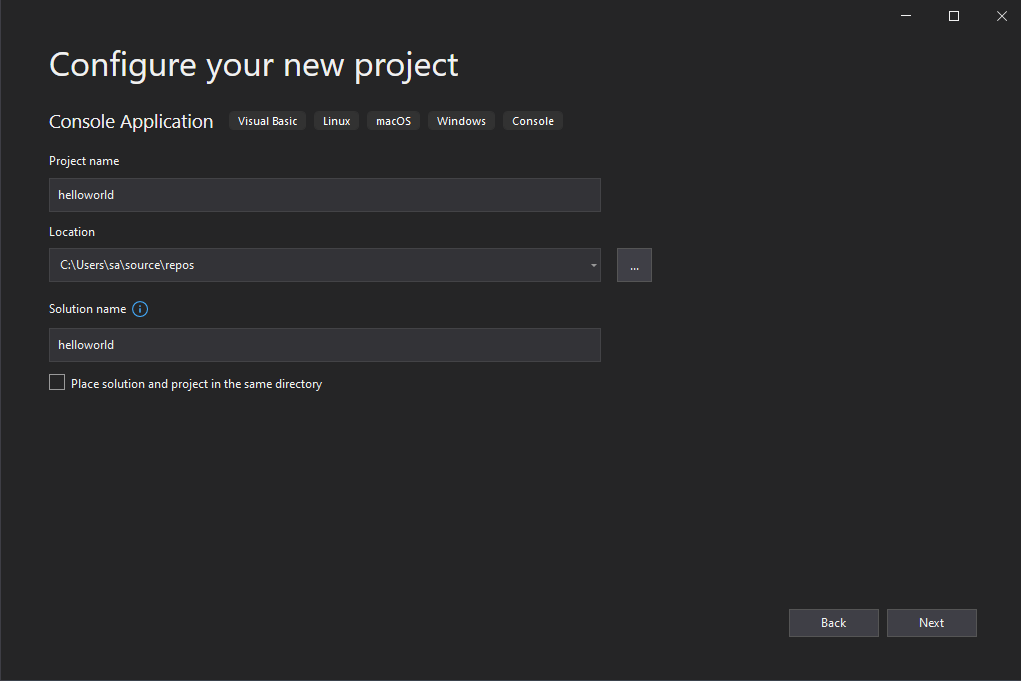 Configure your new project
Console Application Visual Basic Linux macOS Windows Console
Project name
helloworld
Location
C:\Users\sa\source\repos
...
Solution name
helloworld
Place solution and project in the same directory
Back Next